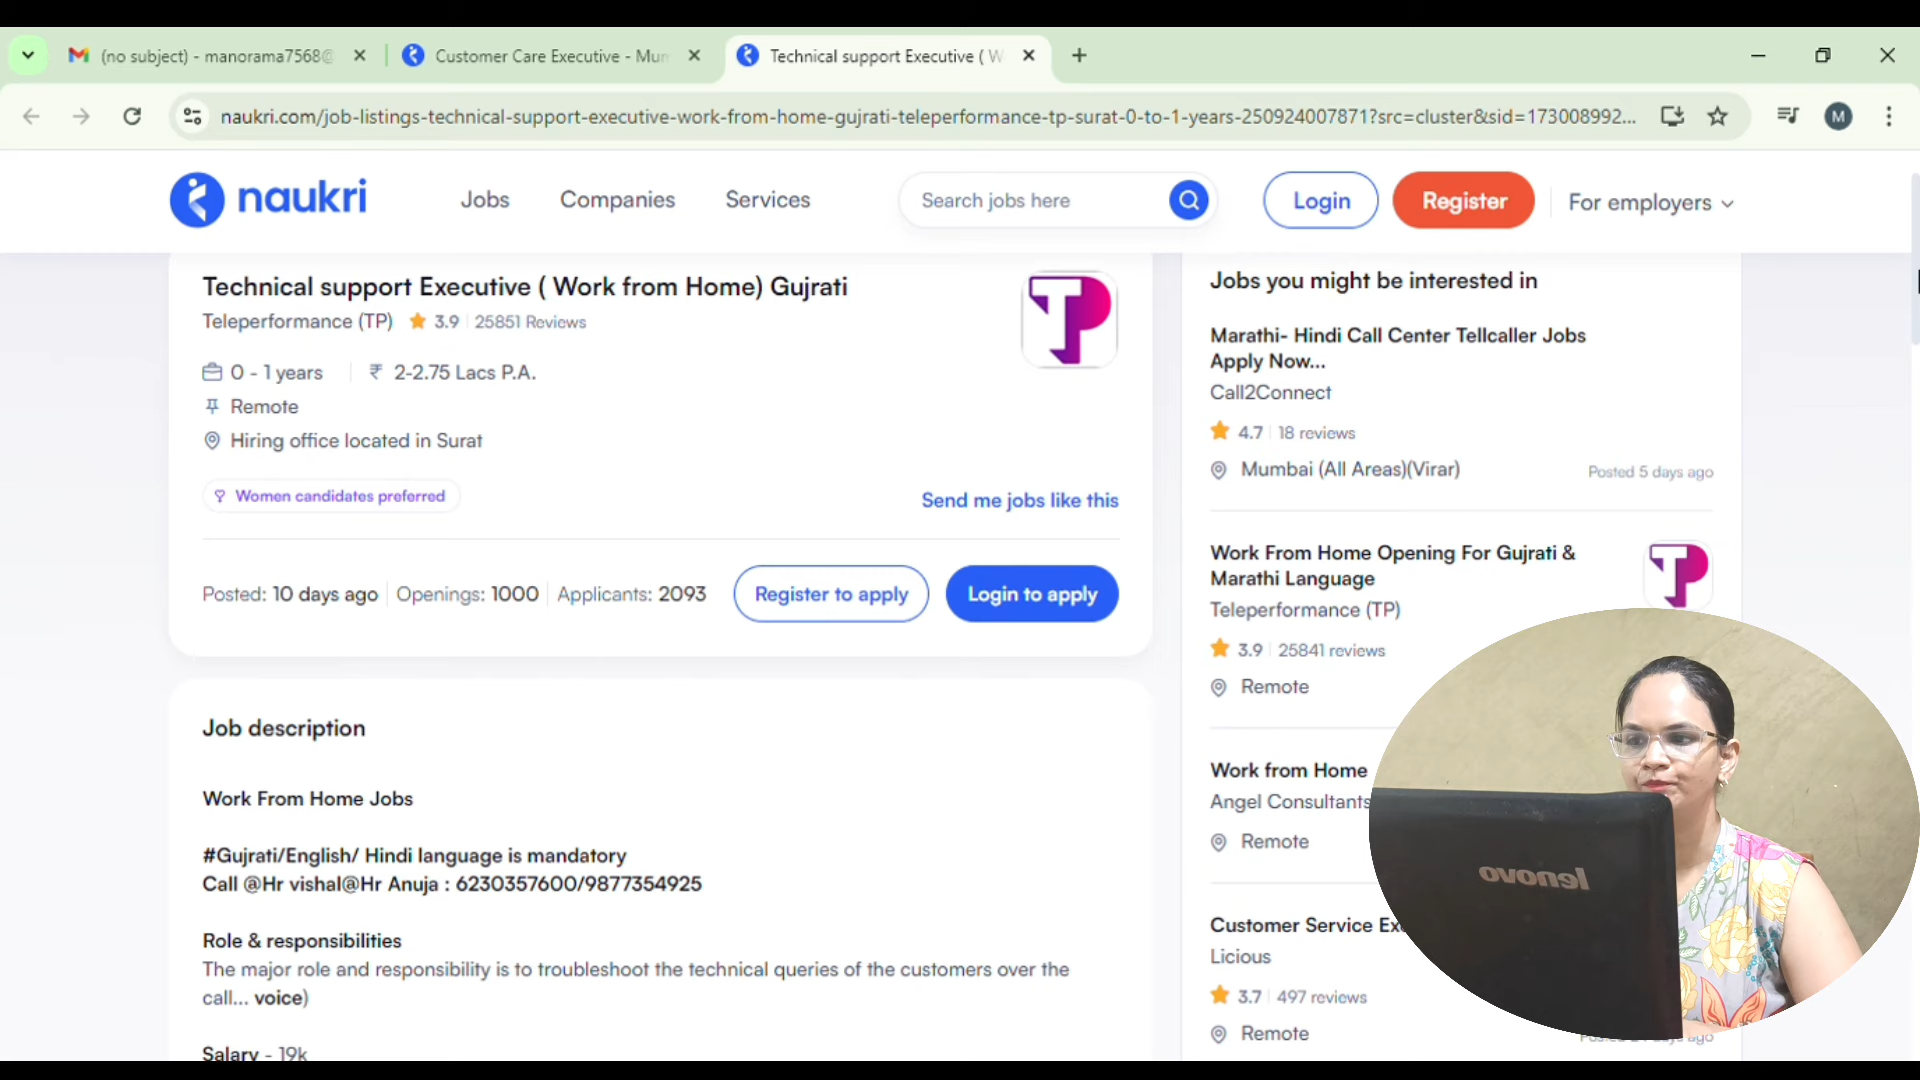 (no subject) - manorama7568@
Customer Care Executive - Mum
Technical support Executive ( W
naukri.com/job-listings-technical-support-executive-work-from-home-gujrati-teleperformance-tp-surat-0-to-1-years-250924007871?src=cluster&sid=173008992...
M
naukri
Jobs
Companies
Services
Search jobs here
Login
Register
For employers
Technical support Executive ( Work from Home) Gujrati
Teleperformance (TP) 3.9 25851 Reviews
0 - 1 years ₹ 2-2.75 Lacs P.A.
Remote
Hiring office located in Surat
Women candidates preferred
Send me jobs like this
Posted: 10 days ago Openings: 1000 Applicants: 2093
Register to apply
Login to apply
Job description
Work From Home Jobs
#Gujrati/English/ Hindi language is mandatory
Call @Hr vishal@Hr Anuja : 6230357600/9877354925
Role & responsibilities
The major role and responsibility is to troubleshoot the technical queries of the customers over the
call... voice)
Salary - 19k
Jobs you might be interested in
Marathi- Hindi Call Center Tellcaller Jobs
Apply Now...
Call2Connect
4.7 18 reviews
Mumbai (All Areas)(Virar)
Posted 5 days ago
Work From Home Opening For Gujrati &
Marathi Language
Teleperformance (TP)
3.9 25841 reviews
Remote
Work from Home
Angel Consultants
Remote
Customer Service Ex
Licious
3.7 497 reviews
Remote
lenovo